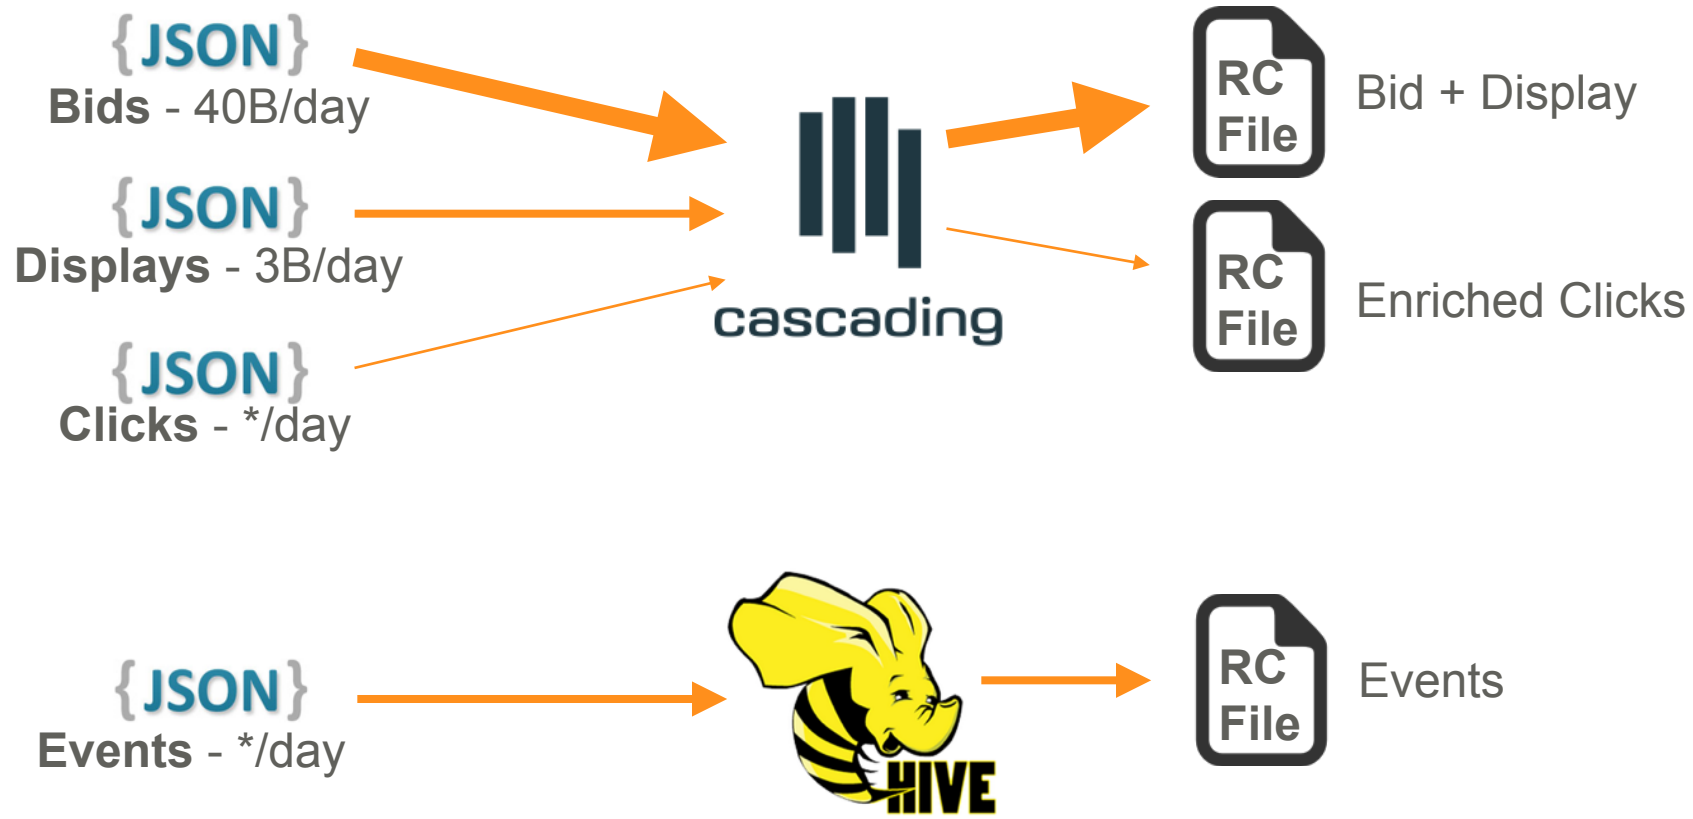 {JSON}
Bids - 40B/day
{JSON}
Displays - 3B/day
{JSON}
Clicks - */day
cascading
RC
File
Bid + Display
RC
File
Enriched Clicks
{JSON}
Events - */day
HIVE
RC
File
Events